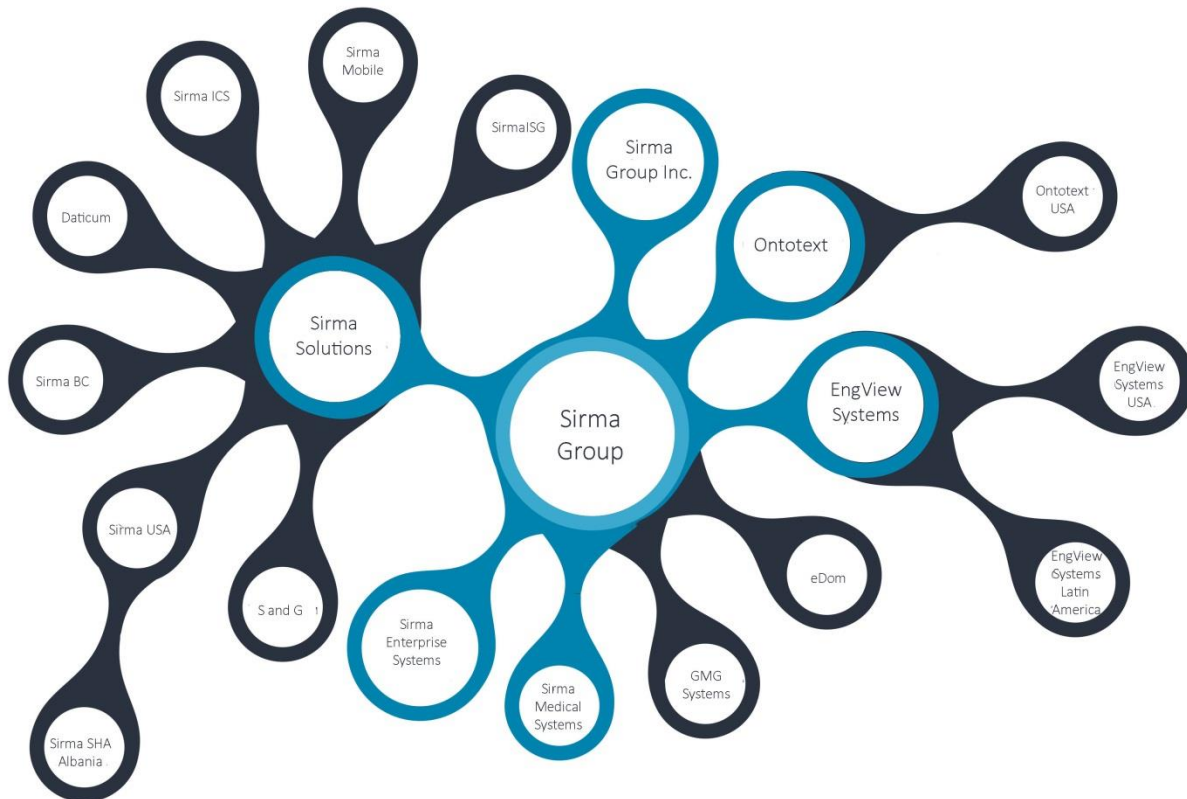 Sirma
Mobile
Sirma ICS
SirmaISG
Sirma
Group Inc.
Ontotext
USA
Daticum
Ontotext
Sirma
Solutions
EngView
Systems
USA
Sirma BC
EngView
Systems
Sirma
Group
Sirma USA
eDom
EngView
Systems
Latin
America
S and G
Sirma
Enterprise
Systems
GMG
Systems
Sirma
Medical
Systems
Sirma SHA
Albania